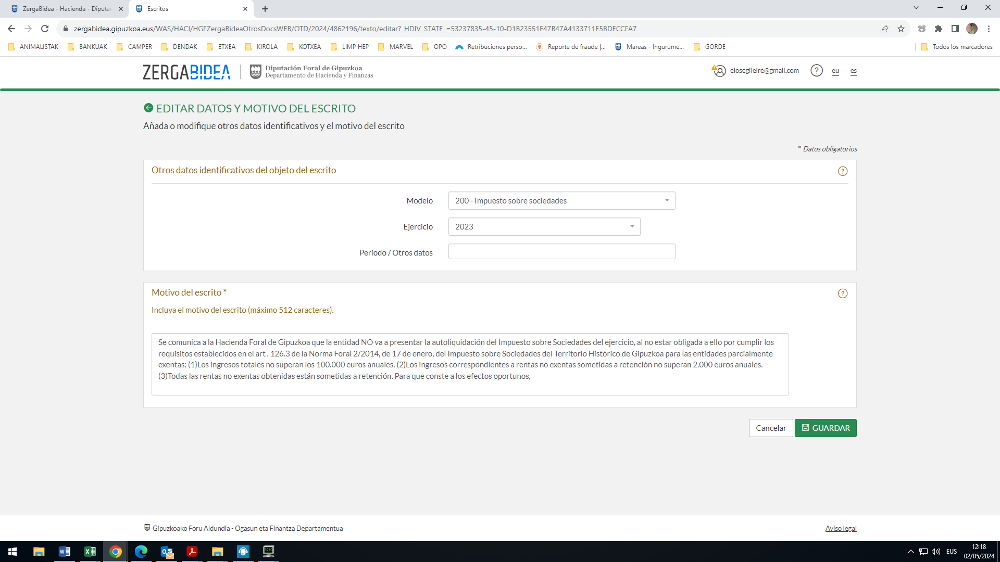 ZergaBidea - Hacienda - Diputac
Escritos
zergabidea.gipuzkoa.eus/WAS/HACI/HGFZergaBideaOtrosDocsWEB/OTD/2024/4862196/texto/editar?_HDIV_STATE_=53237835-45-10-D1B23551E47B47A4133711E5BDECCFA7
ANIMALISTAK BANKUAK CAMPER DENDAK ETXEA KIROLA KOTXEA LIMP HEP MARVEL OPO Retribuciones perso... Reporte de fraude |... Mareas - Ingurume... GORDE Todos los marcadores
ZERGABIDEA
Diputación Foral de Gipuzkoa
Departamento de Hacienda y Finanzas
elosegileire@gmail.com ? eu es
EDITAR DATOS Y MOTIVO DEL ESCRITO
Añada o modifique otros datos identificativos y el motivo del escrito
* Datos obligatorios
Otros datos identificativos del objeto del escrito ?
Modelo 200 - Impuesto sobre sociedades
Ejercicio 2023
Periodo / Otros datos
Motivo del escrito * ?
Incluya el motivo del escrito (máximo 512 caracteres).
Se comunica a la Hacienda Foral de Gipuzkoa que la entidad NO va a presentar la autoliquidación del Impuesto sobre Sociedades del ejercicio, al no estar obligada a ello por cumplir los
requisitos establecidos en el art . 126.3 de la Norma Foral 2/2014, de 17 de enero, del Impuesto sobre Sociedades del Territorio Histórico de Gipuzkoa para las entidades parcialmente
exentas: (1)Los ingresos totales no superan los 100.000 euros anuales. (2)Los ingresos correspondientes a rentas no exentas sometidas a retención no superan 2.000 euros anuales.
(3)Todas las rentas no exentas obtenidas están sometidas a retención. Para que conste a los efectos oportunos,
Cancelar GUARDAR
Gipuzkoako Foru Aldundia - Ogasun eta Finantza Departamentua
Aviso legal
EUS
12:18
02/05/2024